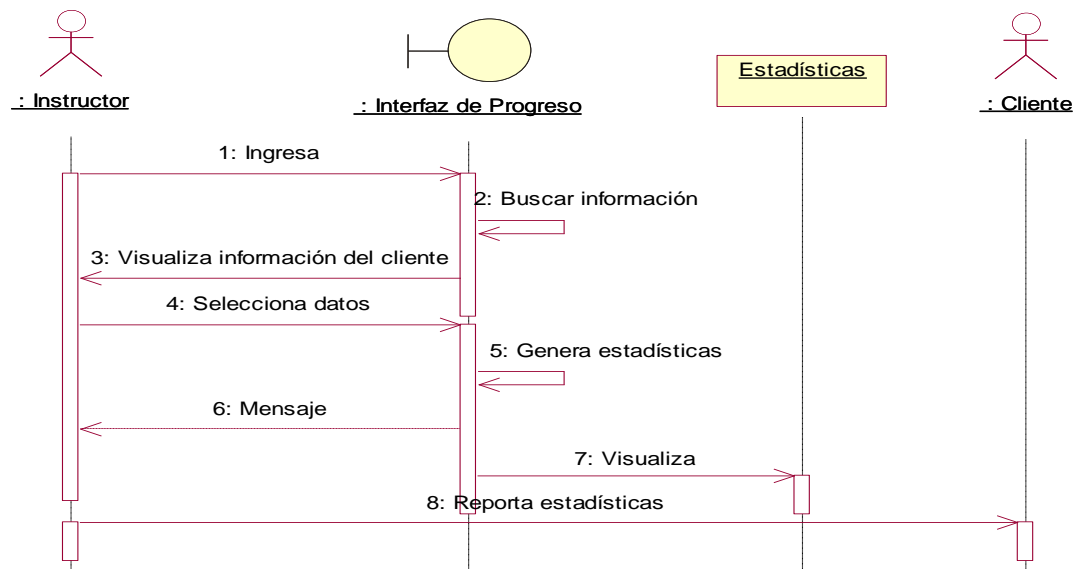 : Instructor
: Interfaz de Progreso
Estadísticas
: Cliente
1: Ingresa
2: Buscar información
3: Visualiza información del cliente
4: Selecciona datos
5: Genera estadísticas
6: Mensaje
7: Visualiza
8: Reporta estadísticas